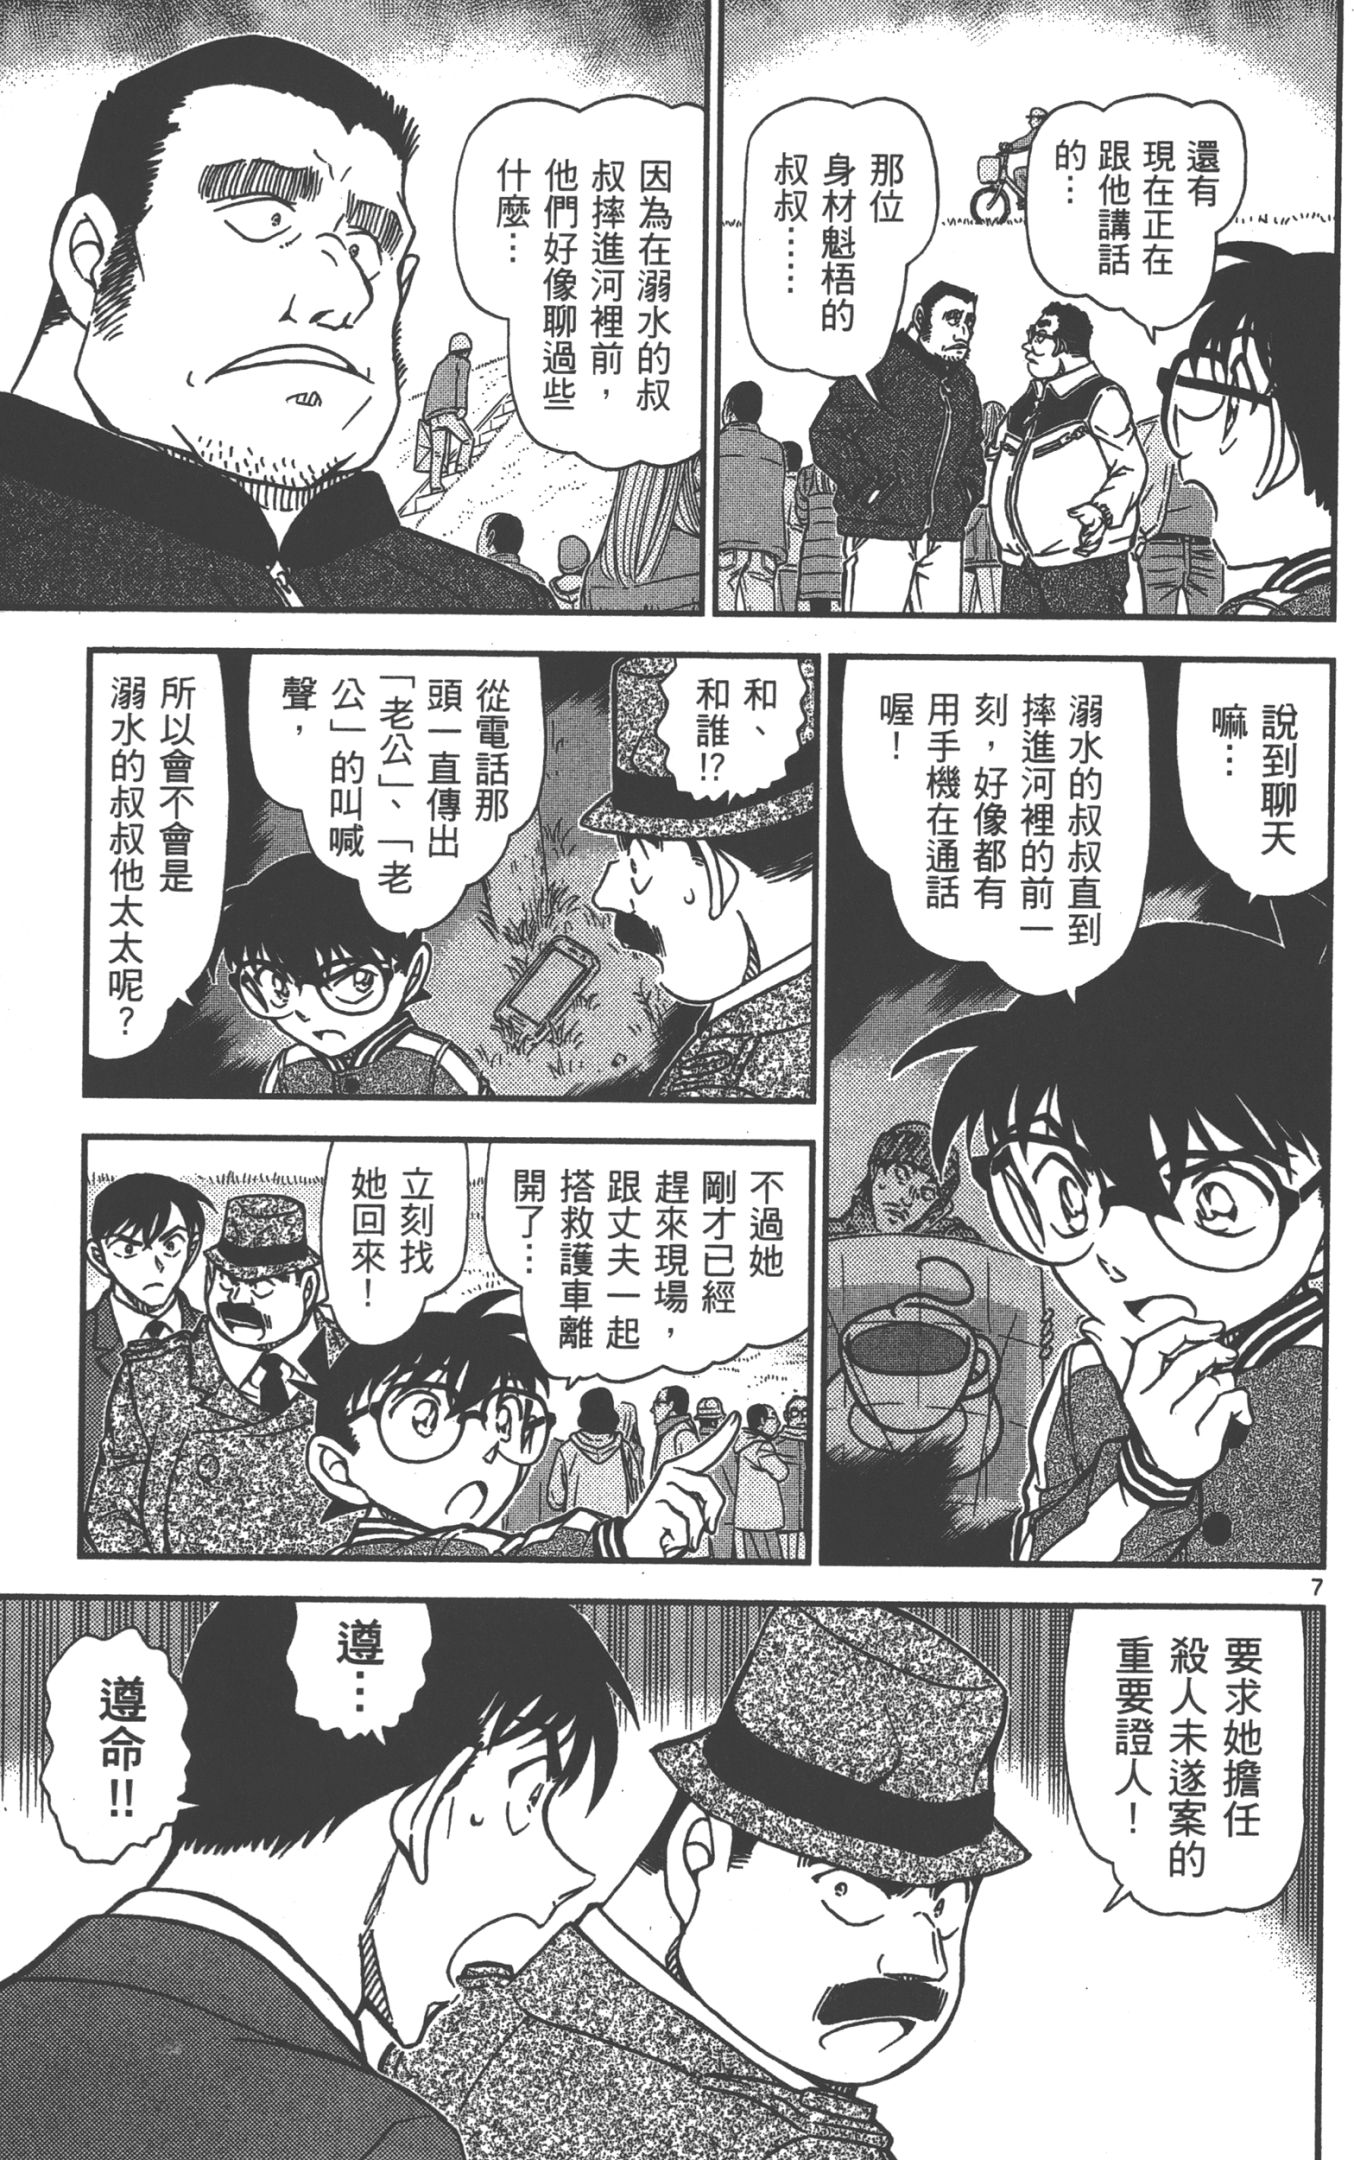 還有
現在正在
跟他講話
的…
那位
身材魁梧的
叔叔……
因為在溺水的叔
叔摔進河裡前，
他們好像聊過些
什麼…
說到聊天
嘛…
溺水的叔叔直到
摔進河裡的前一
刻，好像都有
用手機在通話
喔！
和、
和誰!?
從電話那
頭一直傳出
「老公」、「老
公」的叫喊
聲，
所以會不會是
溺水的叔叔他太太呢？
不過她
剛才已經
趕來現場，
跟丈夫一起
搭救護車離
開了…
立刻找
她回來！
7
要求她擔任
殺人未遂案的
重要證人！
遵…
遵命!!